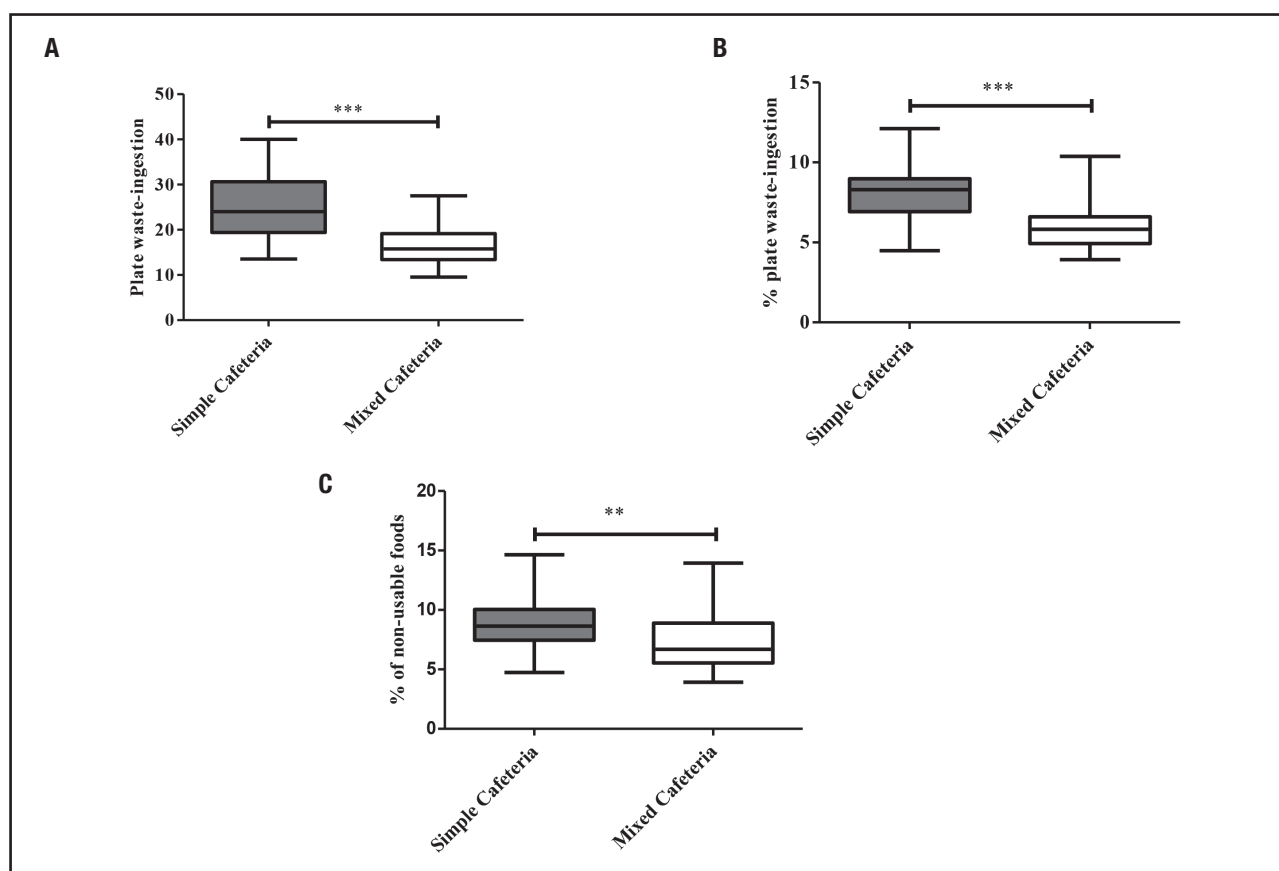 A
Plate waste-ingestion
50
40
30
20
10
0
***
Simple Cafeteria
Mixed Cafeteria
B
% plate waste-ingestion
15
10
5
0
***
Simple Cafeteria
Mixed Cafeteria
C
% of non-usable foods
20
15
10
5
0
**
Simple Cafeteria
Mixed Cafeteria